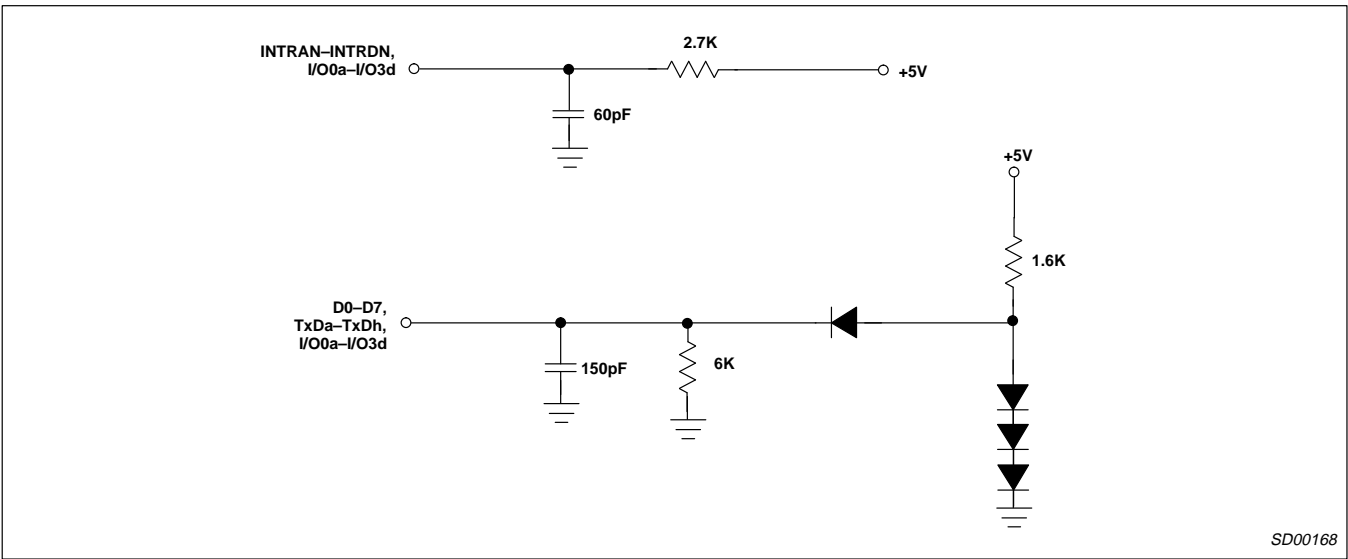 INTRAN–INTRDN,
I/O0a–I/O3d
2.7K
+5V
60pF
+5V
1.6K
D0–D7,
TxDa–TxDh,
I/O0a–I/O3d
150pF
6K
SD00168